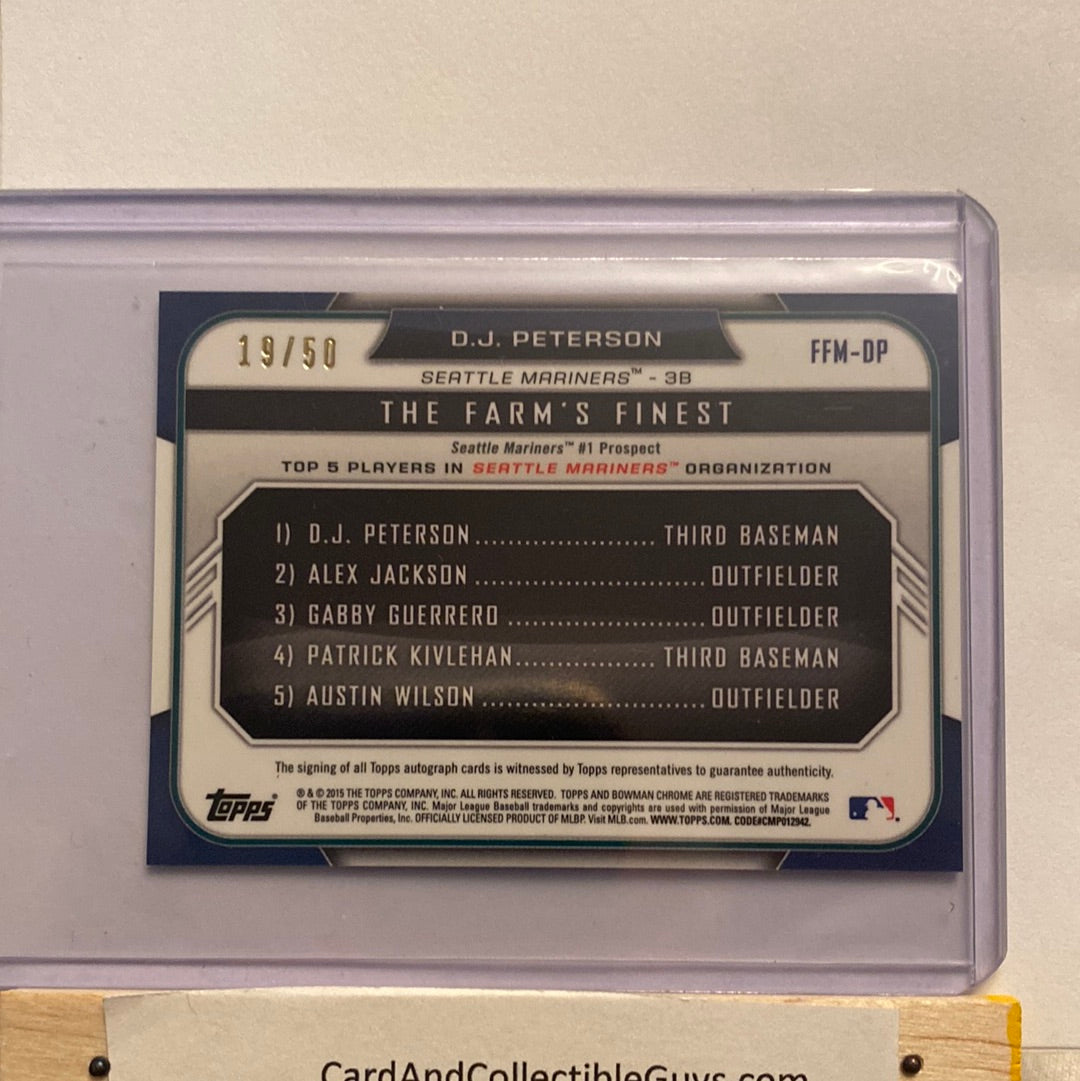 19/50
D.J. PETERSON
FFM-DP
SEATTLE MARINERS™ - 3B
THE FARM'S FINEST
Seattle Mariners™ #1 Prospect
TOP 5 PLAYERS IN SEATTLE MARINERS™ ORGANIZATION
1) D.J. PETERSON...................... THIRD BASEMAN
2) ALEX JACKSON............................ OUTFIELDER
3) GABBY GUERRERO ........................ OUTFIELDER
4) PATRICK KIVLEHAN................. THIRD BASEMAN
5) AUSTIN WILSON ........................... OUTFIELDER
The signing of all Topps autograph cards is witnessed by Topps representatives to guarantee authenticity.
topps®
® & © 2015 THE TOPPS COMPANY, INC. ALL RIGHTS RESERVED. TOPPS AND BOWMAN CHROME ARE REGISTERED TRADEMARKS
OF THE TOPPS COMPANY, INC. Major League Baseball trademarks and copyrights are used with permission of Major League
Baseball Properties, Inc. OFFICIALLY LICENSED PRODUCT OF MLBP. Visit MLB.com. WWW.TOPPS.COM. CODE#CMP012942.
CardAndCollectibleGuys.com